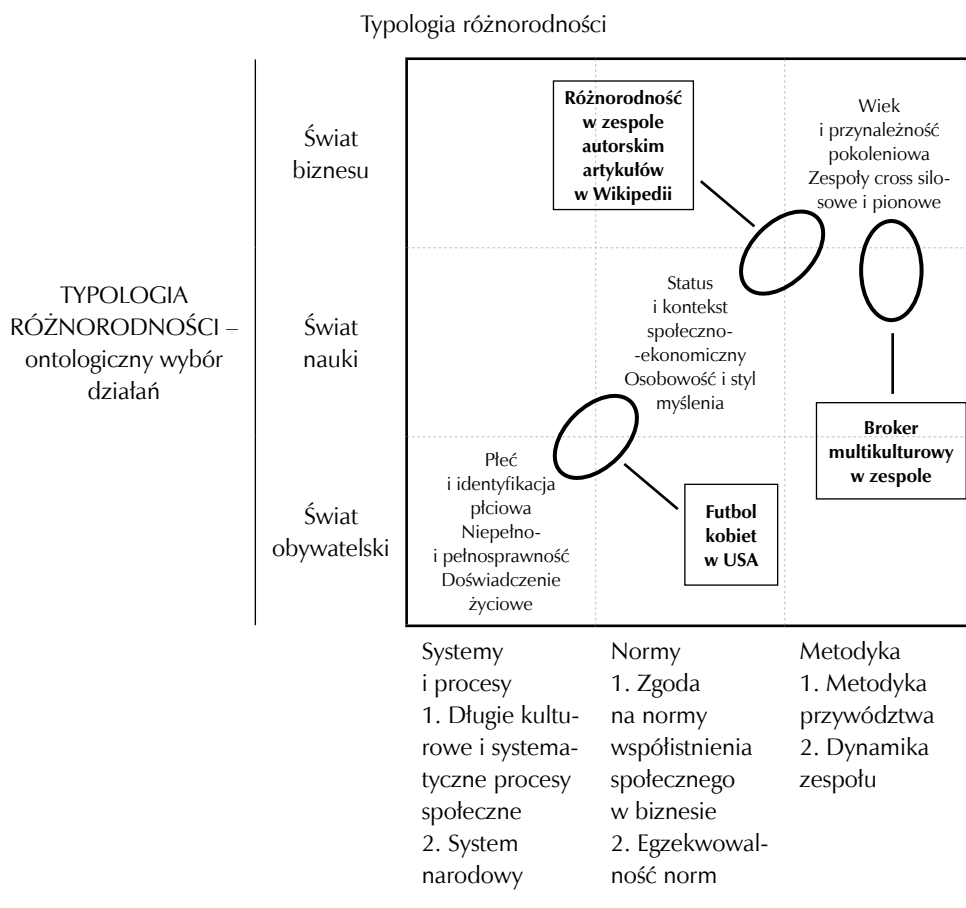 Typologia różnorodności
TYPOLOGIA
RÓŻNORODNOŚCI –
ontologiczny wybór
działań
Świat
biznesu
Świat
nauki
Świat
obywatelski
Różnorodność
w zespole
autorskim
artykułów
w Wikipedii
Wiek
i przynależność
pokoleniowa
Zespoły cross silo-
sowe i pionowe
Status
i kontekst
społeczno-
-ekonomiczny
Osobowość i styl
myślenia
Broker
multikulturowy
w zespole
Płeć
i identyfikacja
płciowa
Niepełno-
i pełnosprawność
Doświadczenie
życiowe
Futbol
kobiet
w USA
Systemy
i procesy
1. Długie kultu-
rowe i systema-
tyczne procesy
społeczne
2. System
narodowy
Normy
1. Zgoda
na normy
współistnienia
społecznego
w biznesie
2. Egzekwowal-
ność norm
Metodyka
1. Metodyka
przywództwa
2. Dynamika
zespołu